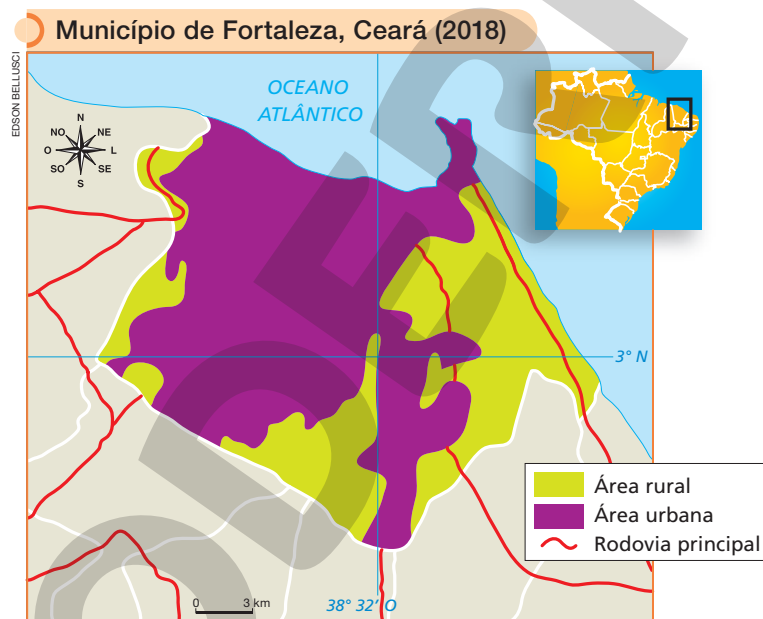 Município de Fortaleza, Ceará (2018)
EDSON BELLUSCI
OCEANO
ATLÂNTICO
N
NO
NE
O
L
SO
SE
S
3° N
Área rural
Área urbana
Rodovia principal
0 3 km
38° 32' O